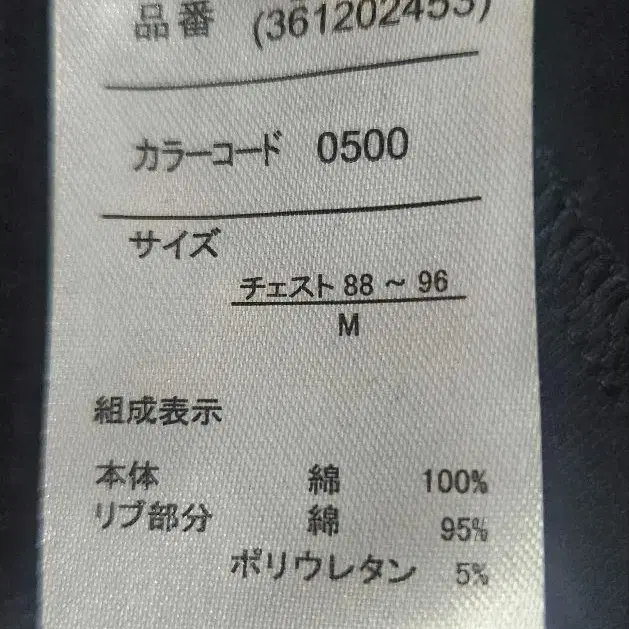 品番 (361202453)
カラーコード 0500
サイズ
チェスト 88 ~ 96
M
組成表示
本体 綿 100%
リブ部分 綿 95%
ポリウレタン 5%